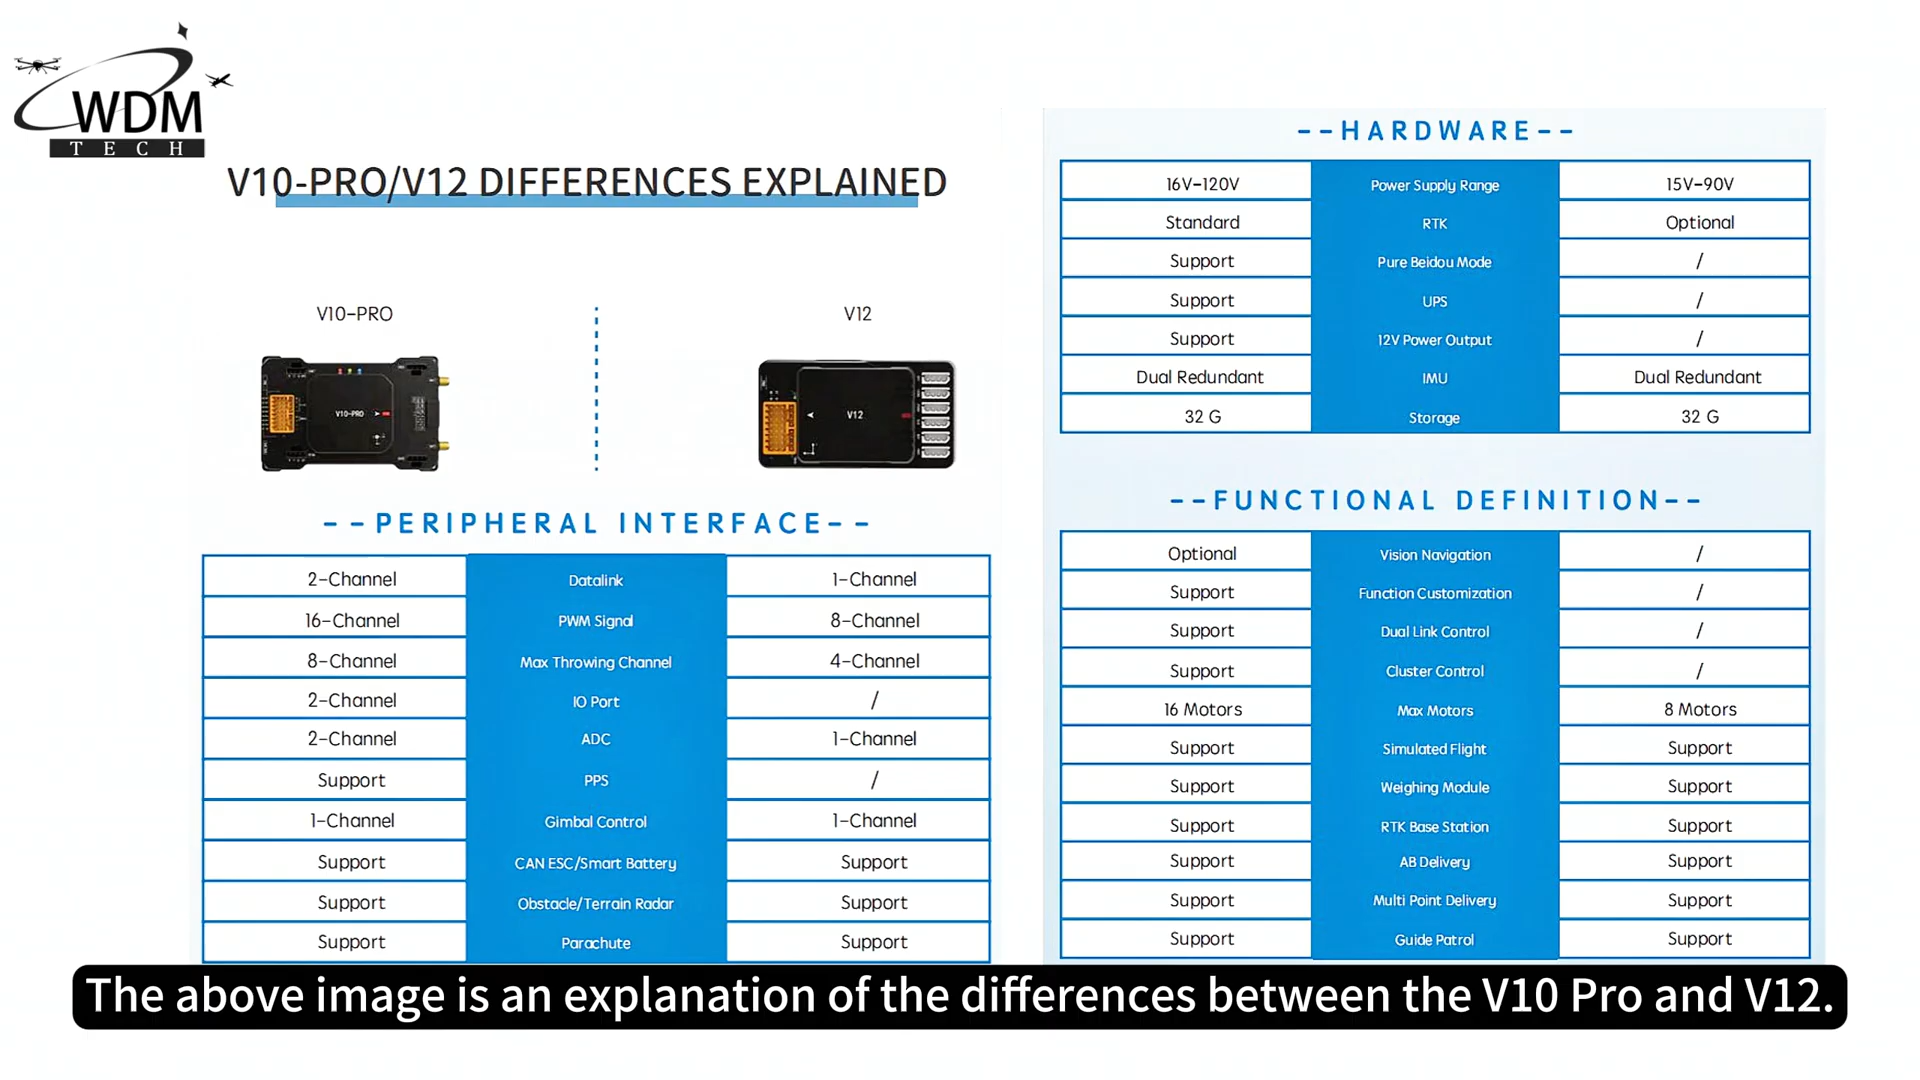 WDM
TECH
V10-PRO/V12 DIFFERENCES EXPLAINED
V10-PRO
V12
V10-PRO
V12
--PERIPHERAL INTERFACE--
2-Channel Datalink 1-Channel
16-Channel PWM Signal 8-Channel
8-Channel Max Throwing Channel 4-Channel
2-Channel IO Port /
2-Channel ADC 1-Channel
Support PPS /
1-Channel Gimbal Control 1-Channel
Support CAN ESC/Smart Battery Support
Support Obstacle/Terrain Radar Support
Support Parachute Support
--HARDWARE--
16V-120V Power Supply Range 15V-90V
Standard RTK Optional
Support Pure Beidou Mode /
Support UPS /
Support 12V Power Output /
Dual Redundant IMU Dual Redundant
32 G Storage 32 G
--FUNCTIONAL DEFINITION--
Optional Vision Navigation /
Support Function Customization /
Support Dual Link Control /
Support Cluster Control /
16 Motors Max Motors 8 Motors
Support Simulated Flight Support
Support Weighing Module Support
Support RTK Base Station Support
Support AB Delivery Support
Support Multi Point Delivery Support
Support Guide Patrol Support
The above image is an explanation of the differences between the V10 Pro and V12.